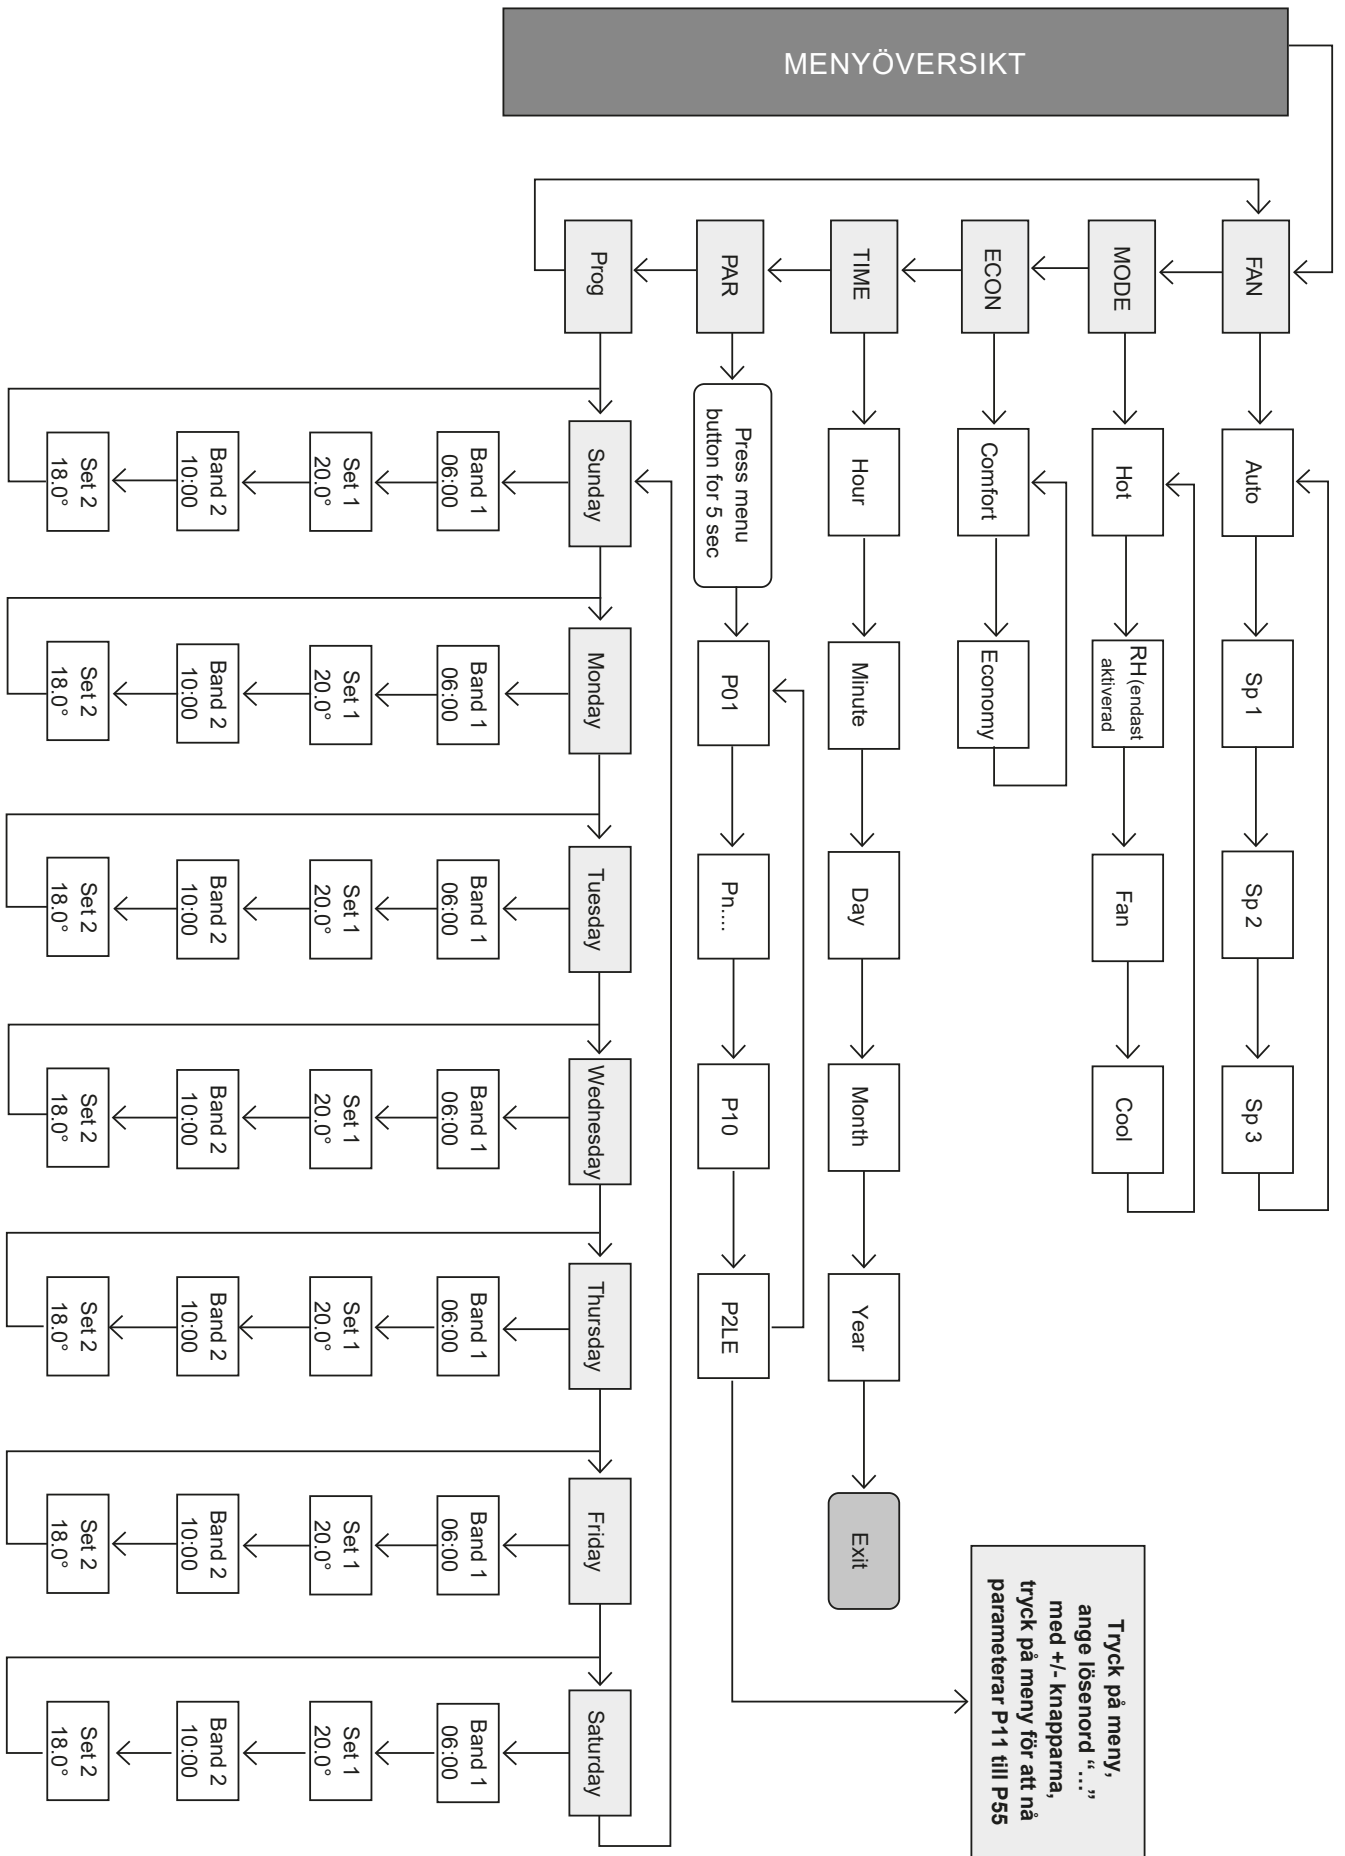 MENYÖVERSIKT
FAN
Auto
Sp 1
Sp 2
Sp 3
MODE
Hot
RH(endast
aktiverad
Fan
Cool
ECON
Comfort
Economy
TIME
Hour
Minute
Day
Month
Year
Exit
PAR
Press menu
button for 5 sec
P01
Pn....
P10
P2LE
Tryck på meny,
ange lösenord “...”
med +/- knapparna,
tryck på meny för att nå
parameterar P11 till P55
Prog
Sunday
Band 1
06:00
Set 1
20.0°
Band 2
10:00
Set 2
18.0°
Monday
Band 1
06:00
Set 1
20.0°
Band 2
10:00
Set 2
18.0°
Tuesday
Band 1
06:00
Set 1
20.0°
Band 2
10:00
Set 2
18.0°
Wednesday
Band 1
06:00
Set 1
20.0°
Band 2
10:00
Set 2
18.0°
Thursday
Band 1
06:00
Set 1
20.0°
Band 2
10:00
Set 2
18.0°
Friday
Band 1
06:00
Set 1
20.0°
Band 2
10:00
Set 2
18.0°
Saturday
Band 1
06:00
Set 1
20.0°
Band 2
10:00
Set 2
18.0°